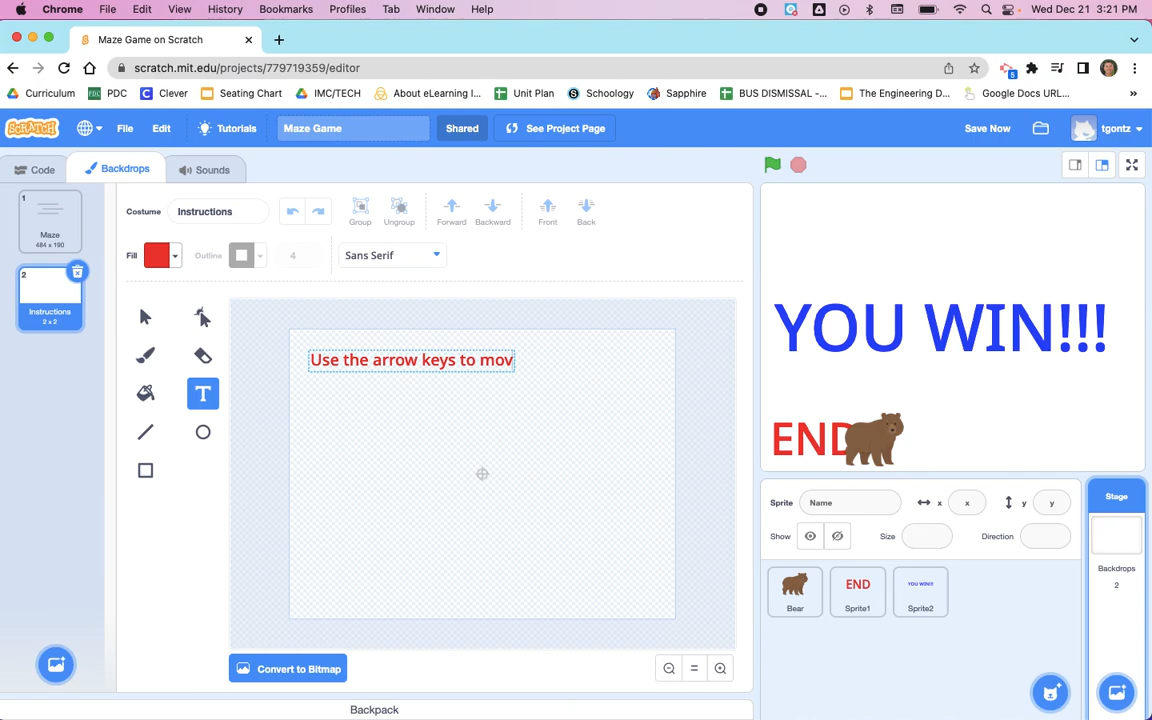 Chrome File Edit View History Bookmarks Profiles Tab Window Help Wed Dec 21 3:21 PM
Maze Game on Scratch
scratch.mit.edu/projects/779719359/editor
5
Curriculum PDC Clever Seating Chart IMC/TECH About eLearning I... Unit Plan Schoology Sapphire BUS DISMISSAL -... The Engineering D... Google Docs URL... »
SCRATCH File Edit Tutorials Maze Game Shared See Project Page Save Now tgontz
Code Backdrops Sounds
1
Maze
484 x 190
2
Instructions
2 x 2
Costume Instructions Group Ungroup Forward Backward Front Back
Fill Outline 4 Sans Serif
T
Use the arrow keys to mov
Convert to Bitmap
YOU WIN!!!
END
Sprite Name x x y y
Show Size Direction
Bear
END
Sprite1
YOU WIN!!!
Sprite2
Stage
Backdrops
2
Backpack